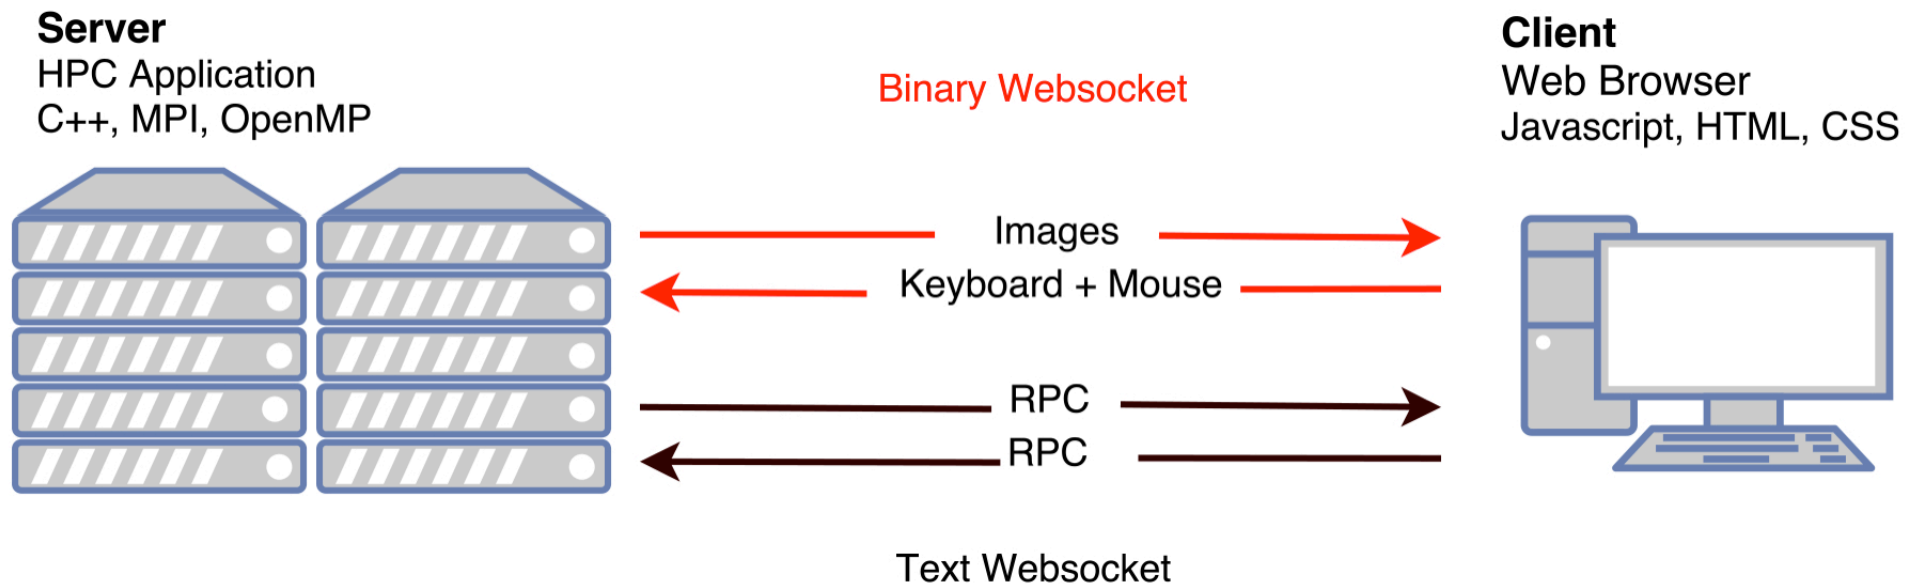 Server
HPC Application
C++, MPI, OpenMP
Binary Websocket
Client
Web Browser
Javascript, HTML, CSS
Images
Keyboard + Mouse
RPC
RPC
Text Websocket